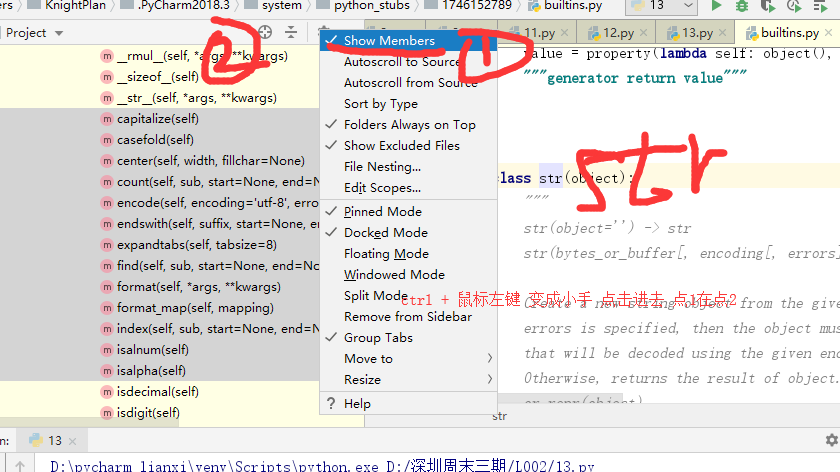 KnightPlan
.PyCharm2018.3
system
python_stubs
1746152789
builtins.py
13
Project
11.py
12.py
13.py
builtins.py
__rmul__(self, *args, **kwargs)
__sizeof__(self)
__str__(self, *args, **kwargs)
capitalize(self)
casefold(self)
center(self, width, fillchar=None)
count(self, sub, start=None, end=N
encode(self, encoding='utf-8', erro
endswith(self, suffix, start=None, en
expandtabs(self, tabsize=8)
find(self, sub, start=None, end=Non
format(self, *args, **kwargs)
format_map(self, mapping)
index(self, sub, start=None, end=No
isalnum(self)
isalpha(self)
isdecimal(self)
isdigit(self)
2
Show Members
1
Autoscroll to Source
Autoscroll from Source
Sort by Type
Folders Always on Top
Show Excluded Files
File Nesting...
Edit Scopes...
Pinned Mode
Docked Mode
Floating Mode
Windowed Mode
Split Mode
Remove from Sidebar
Group Tabs
Move to
Resize
? Help
value = property(lambda self: object(),
"""generator return value"""
str
lass str(object):
"""
str(object='') -> str
str(bytes_or_buffer[, encoding[, errors]
Ctrl + 鼠标左键 变成小手 点击进去 点1在点2
Create a new string object from the give
errors is specified, then the object mus
that will be decoded using the given enc
Otherwise, returns the result of object.
or repr(object)
str
n:
13
D:\pycharm_lianxi\venv\Scripts\python.exe D:/深圳周末三期/L002/13.py